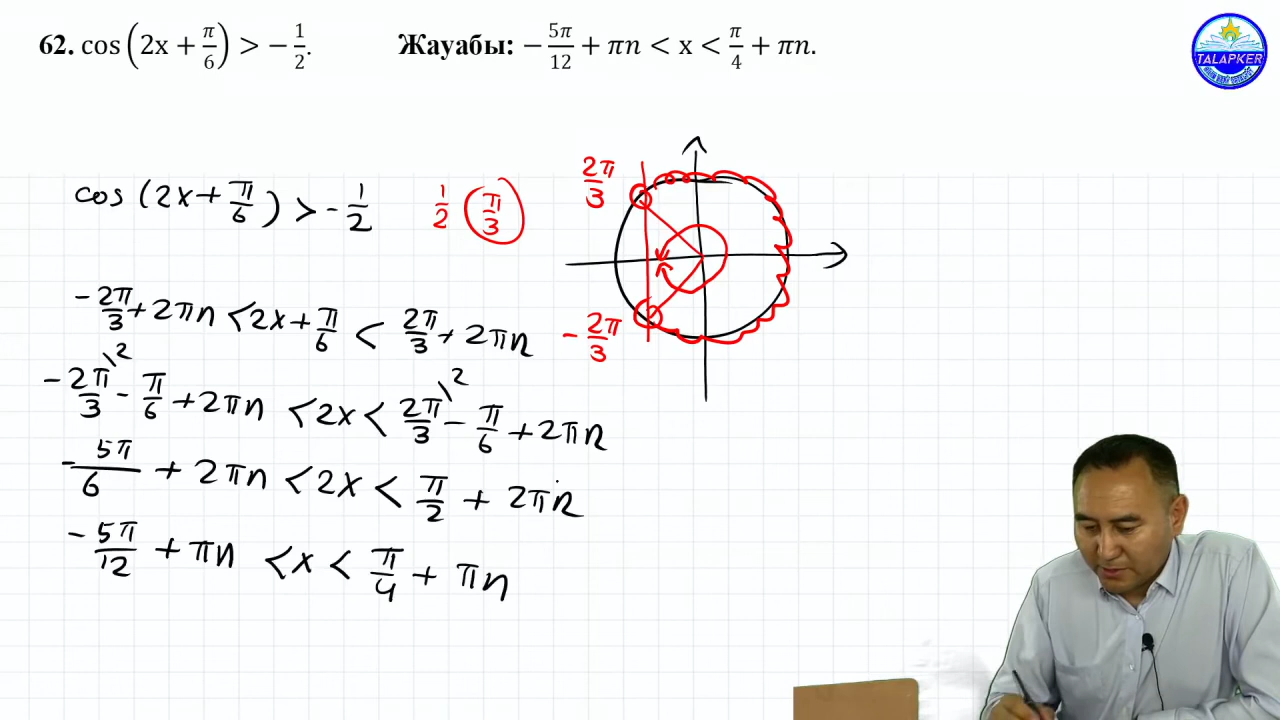 62. cos(2x + π/6) > −1/2.    Жауабы: −5π/12 + πn < x < π/4 + πn.
TALAPKER
cos (2x + π/6) > - 1/2    1/2    π/3
2π/3
- 2π/3
- 2π/3 + 2πn < 2x + π/6 < 2π/3 + 2πn
- 2π/3 \2 - π/6 + 2πn < 2x < 2π/3 \2 - π/6 + 2πn
- 5π/6 + 2πn < 2x < π/2 + 2πn
- 5π/12 + πn < x < π/4 + πn